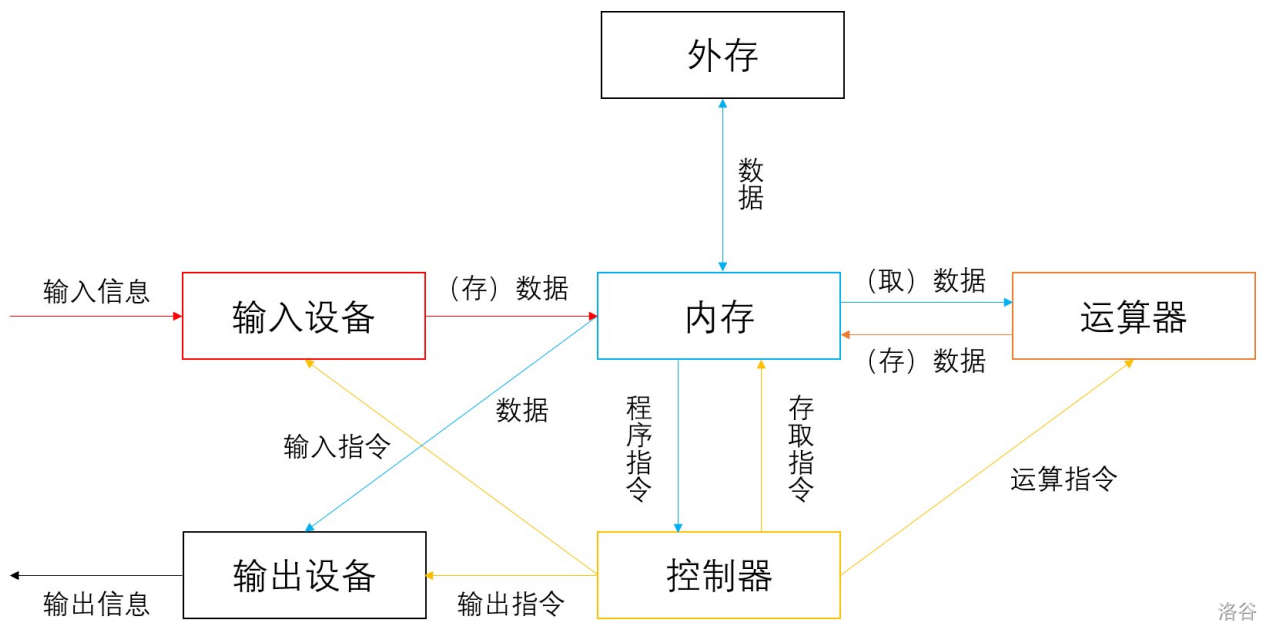 外存
数据
输入信息
输入设备
（存）数据
内存
（取）数据
运算器
（存）数据
数据
输入指令
程序指令
存取指令
运算指令
输出设备
控制器
输出信息
输出指令
洛谷